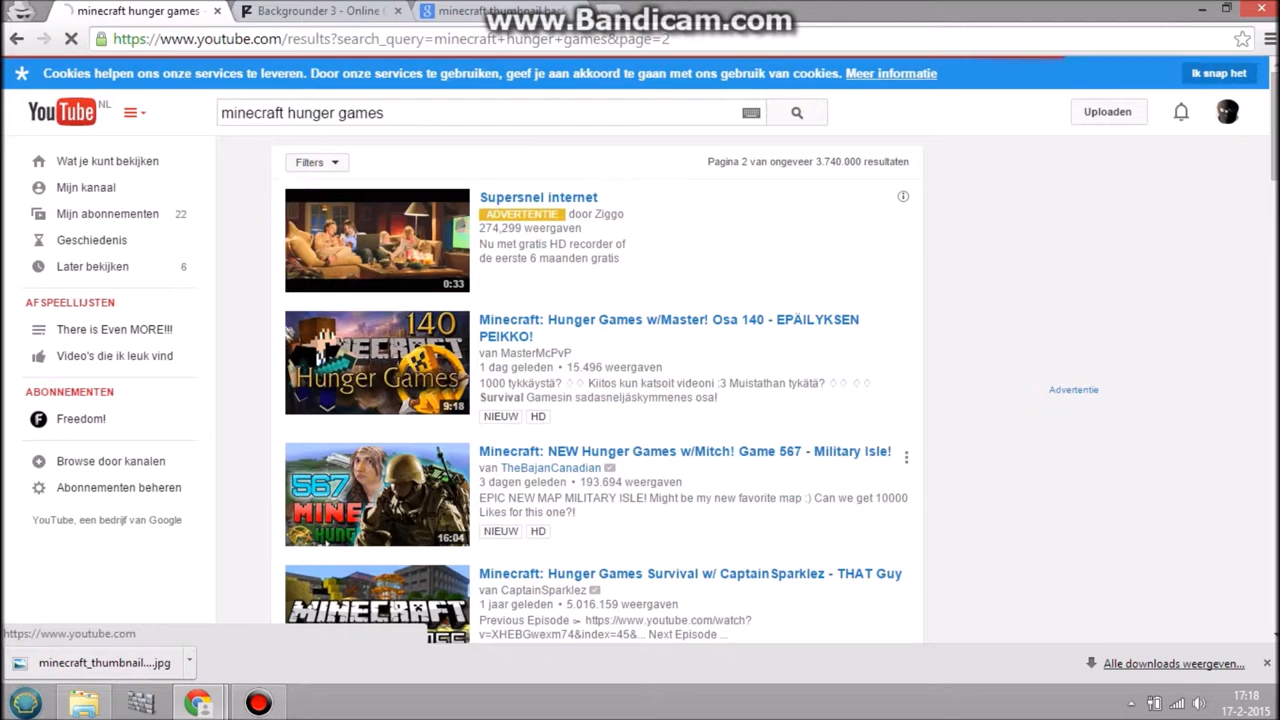 www.Bandicam.com
minecraft hunger games
Backgrounder 3 - Online
minecraft thumbnail bac
https://www.youtube.com/results?search_query=minecraft+hunger+games&page=2
Cookies helpen ons onze services te leveren. Door onze services te gebruiken, geef je aan akkoord te gaan met ons gebruik van cookies. Meer informatie
Ik snap het
YouTube NL
minecraft hunger games
Uploaden
Wat je kunt bekijken
Mijn kanaal
Mijn abonnementen 22
Geschiedenis
Later bekijken 6
AFSPEELLIJSTEN
There is Even MORE!!!
Video's die ik leuk vind
ABONNEMENTEN
Freedom!
Browse door kanalen
Abonnementen beheren
YouTube, een bedrijf van Google
Filters
Pagina 2 van ongeveer 3.740.000 resultaten
0:33
Supersnel internet
ADVERTENTIE door Ziggo
274,299 weergaven
Nu met gratis HD recorder of
de eerste 6 maanden gratis
140
MINECRAFT
Hunger Games
9:18
Minecraft: Hunger Games w/Master! Osa 140 - EPÄILYKSEN
PEIKKO!
van MasterMcPvP
1 dag geleden • 15.496 weergaven
1000 tykkäystä? ♢ ♢ Kiitos kun katsoit videoni :3 Muistathan tykätä? ♢ ♢ ♢ ♢
Survival Gamesin sadasneljäskymmenes osa!
NIEUW HD
567
MINE
HUNG
16:04
Minecraft: NEW Hunger Games w/Mitch! Game 567 - Military Isle!
van TheBajanCanadian
3 dagen geleden • 193.694 weergaven
EPIC NEW MAP MILITARY ISLE! Might be my new favorite map :) Can we get 10000
Likes for this one?!
NIEUW HD
MINECRAFT
Minecraft: Hunger Games Survival w/ CaptainSparklez - THAT Guy
van CaptainSparklez
1 jaar geleden • 5.016.159 weergaven
Previous Episode ► https://www.youtube.com/watch?
v=XHEBGwexm74&index=45&... Next Episode ...
Advertentie
https://www.youtube.com
minecraft_thumbnail....jpg
Alle downloads weergeven...
17:18
17-2-2015